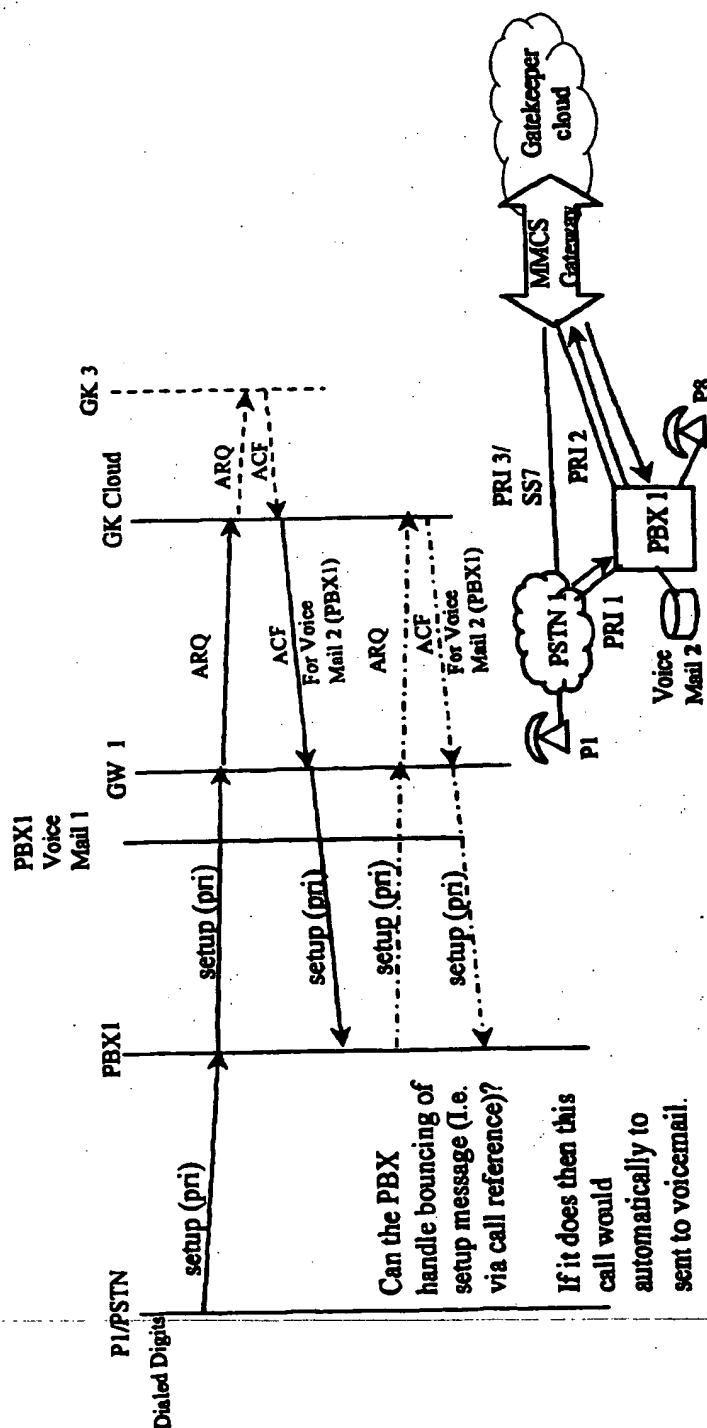 P1/PSTN
Dialed Digits
PBX1
PBX1
Voice
Mail 1
GW 1
GK Cloud
GK 3
setup (pri)
setup (pri)
ARQ
ARQ
ACF
ACF
For Voice
Mail 2 (PBX1)
setup (pri)
setup (pri)
ARQ
ACF
For Voice
Mail 2 (PBX1)
setup (pri)
Can the PBX
handle bouncing of
setup message (I.e.
via call reference)?
If it does then this
call would
automatically to
sent to voicemail.
P1
PSTN 1
PRI 1
Voice
Mail 2
PBX 1
P8
PRI 3/
SS7
PRI 2
MMCS
Gateway
Gatekeeper
cloud